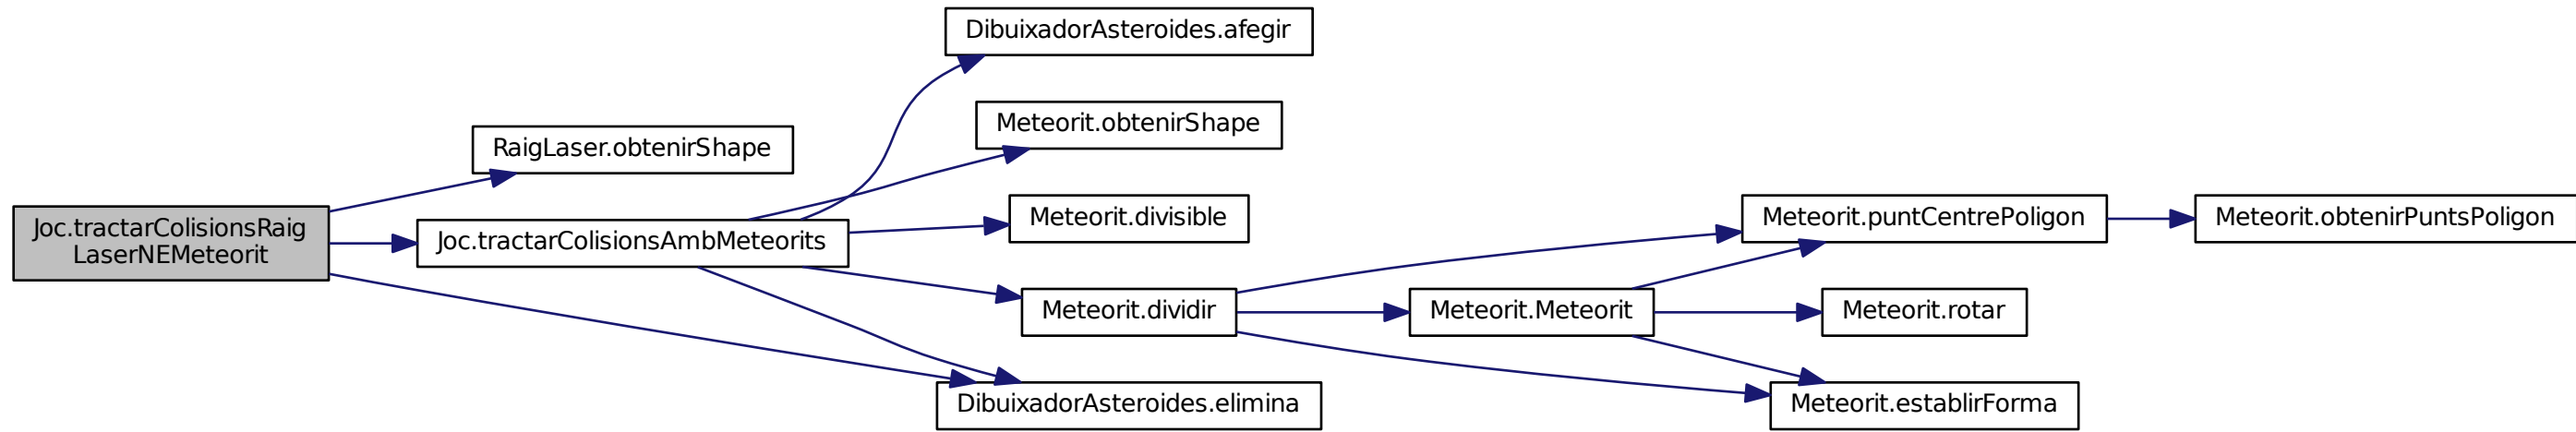 Joc.tractarColisionsRaig
LaserNEMeteorit
RaigLaser.obtenirShape
Joc.tractarColisionsAmbMeteorits
DibuixadorAsteroides.afegir
Meteorit.obtenirShape
Meteorit.divisible
Meteorit.dividir
DibuixadorAsteroides.elimina
Meteorit.Meteorit
Meteorit.puntCentrePoligon
Meteorit.rotar
Meteorit.establirForma
Meteorit.obtenirPuntsPoligon